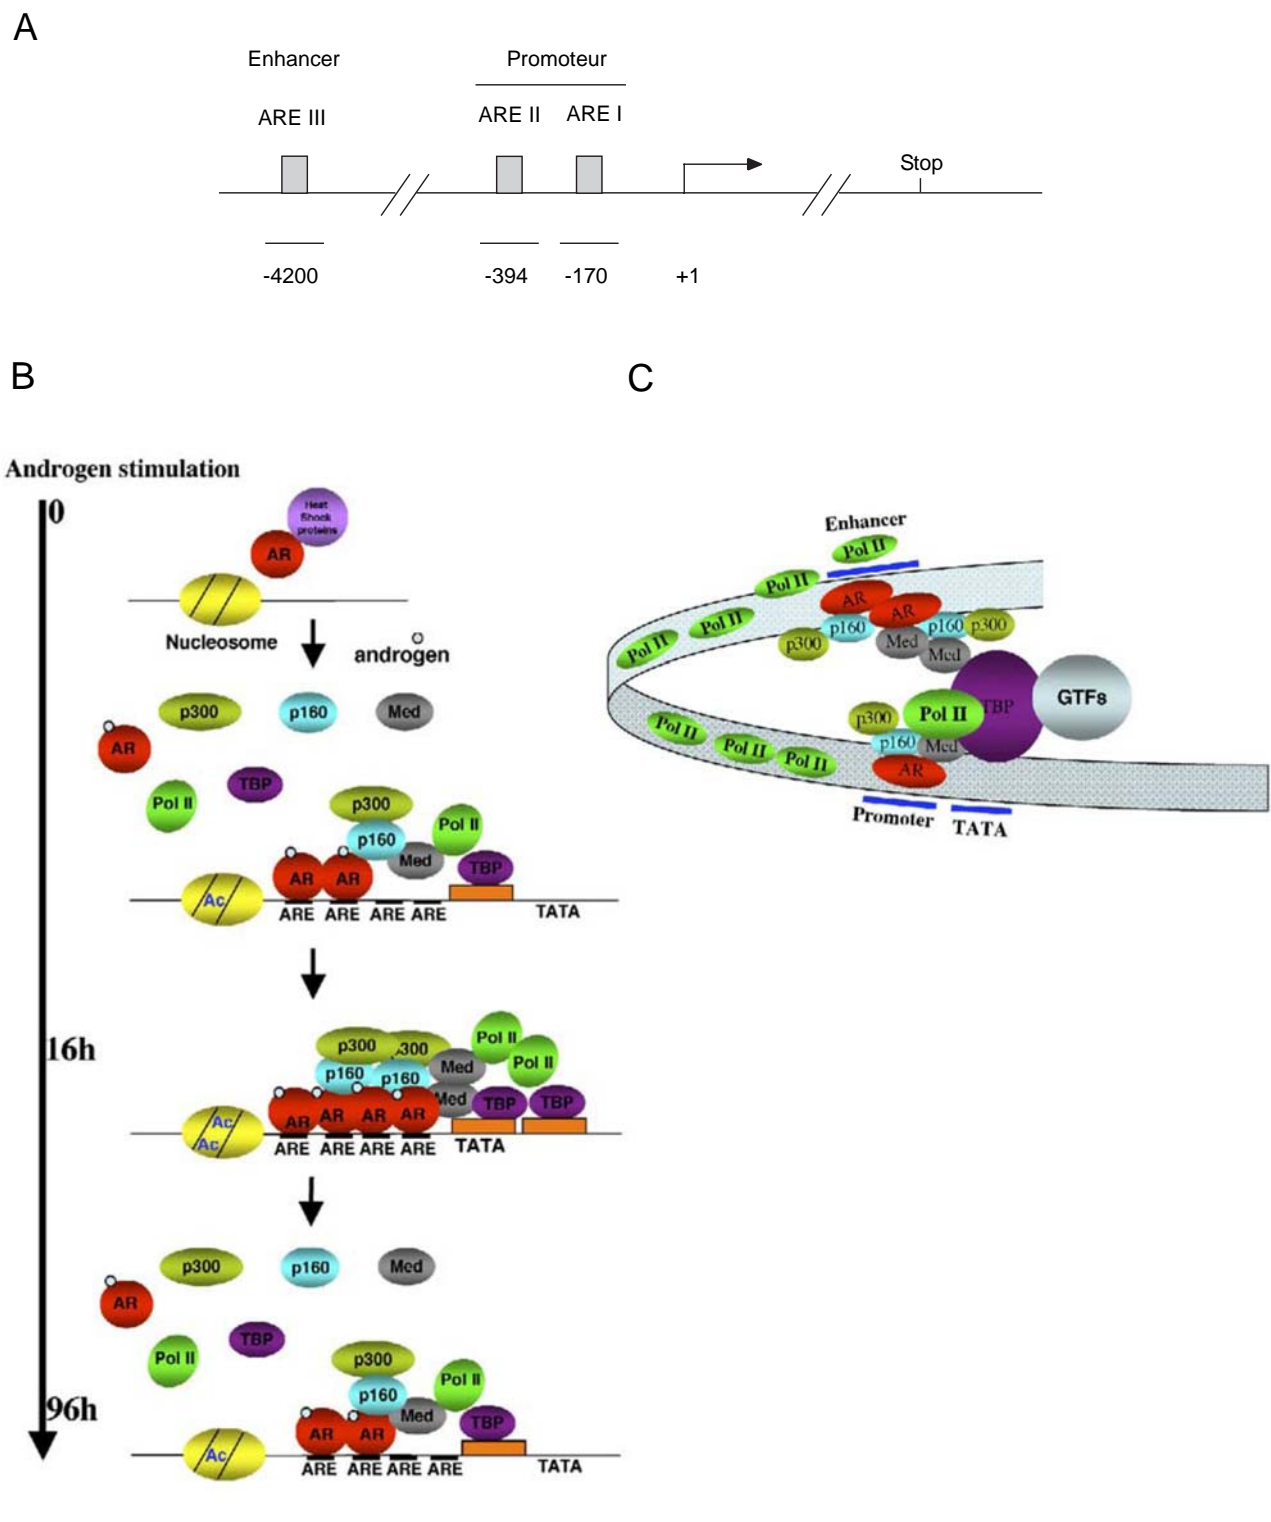 A
Enhancer Promoteur
ARE III ARE II ARE I
Stop
-4200 -394 -170 +1
B
Androgen stimulation
0
Heat
Shock
proteins
AR
Nucleosome
androgen
p300 p160 Med
AR
TBP
Pol II
p300
Pol II
p160
Med
TBP
AR AR
Ac
ARE ARE ARE ARE TATA
16h
Pol II
p300 p300
Pol II
Med
p160 p160
Med TBP TBP
AR AR AR AR
Ac
Ac
ARE ARE ARE ARE TATA
p300 p160 Med
AR
TBP
Pol II
p300
Pol II
p160
96h
Med
TBP
AR AR
Ac
ARE ARE ARE ARE TATA
C
Enhancer
Pol II
Pol II
AR
AR
Pol II
p160 p160 p300
Pol II
p300
Med
Med
GTFs
TBP
p300
Pol II
Pol II
p160 Med
Pol II
Pol II
AR
Promoter TATA